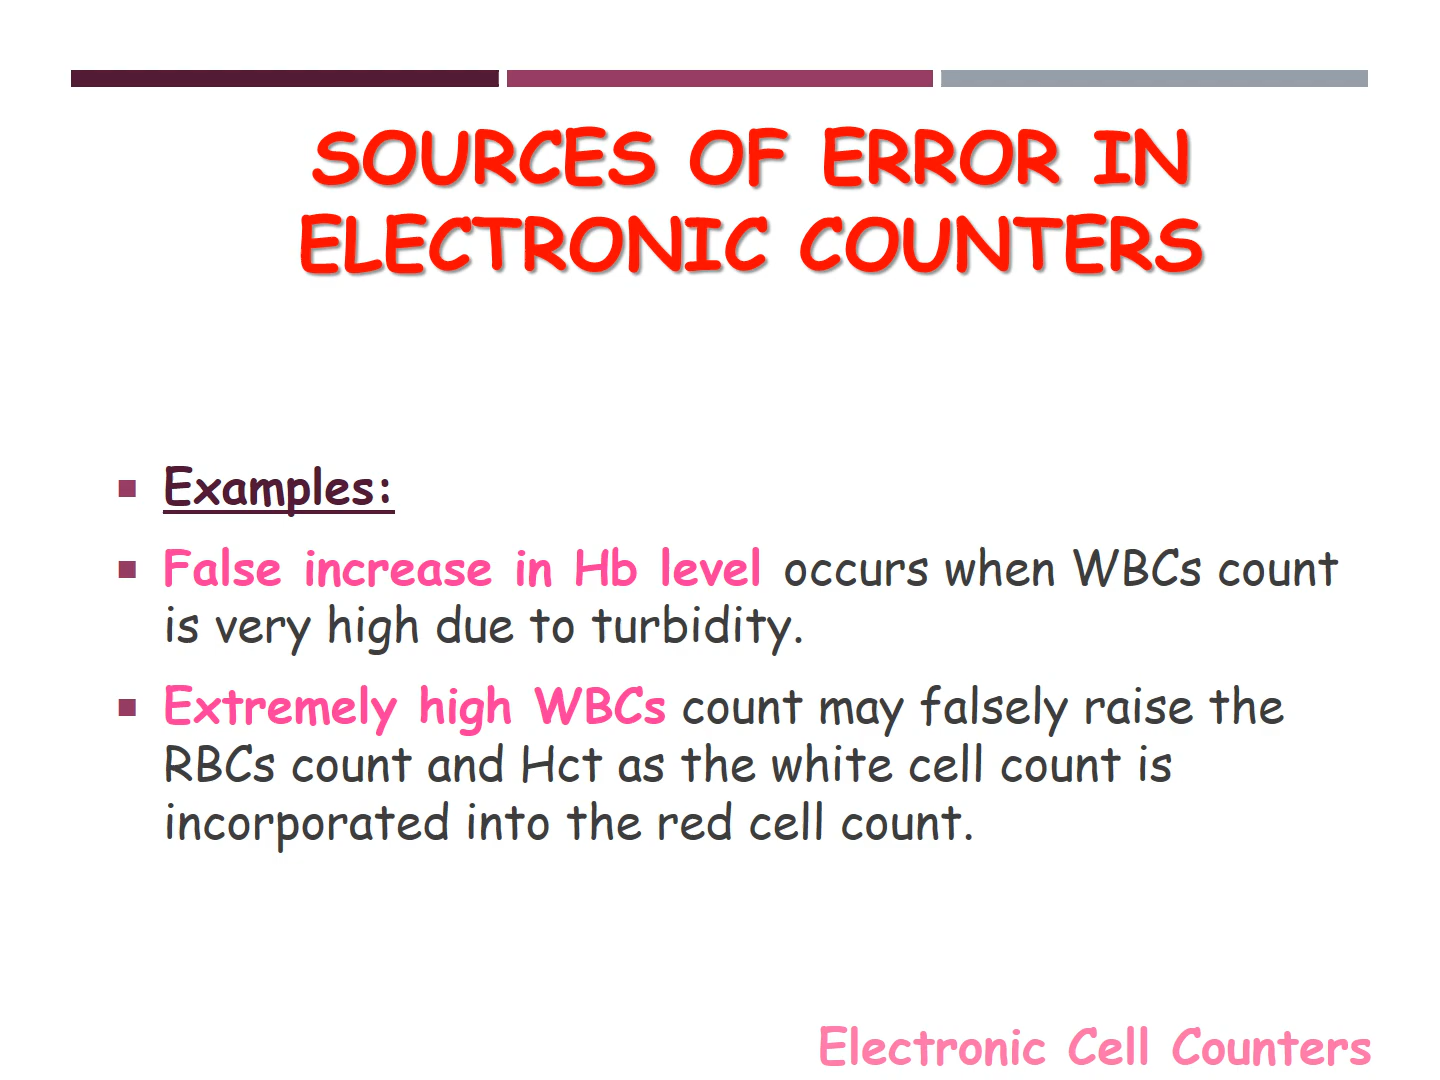 SOURCES OF ERROR IN
ELECTRONIC COUNTERS
Examples:
False increase in Hb level occurs when WBCs count
is very high due to turbidity.
Extremely high WBCs count may falsely raise the
RBCs count and Hct as the white cell count is
incorporated into the red cell count.
Electronic Cell Counters